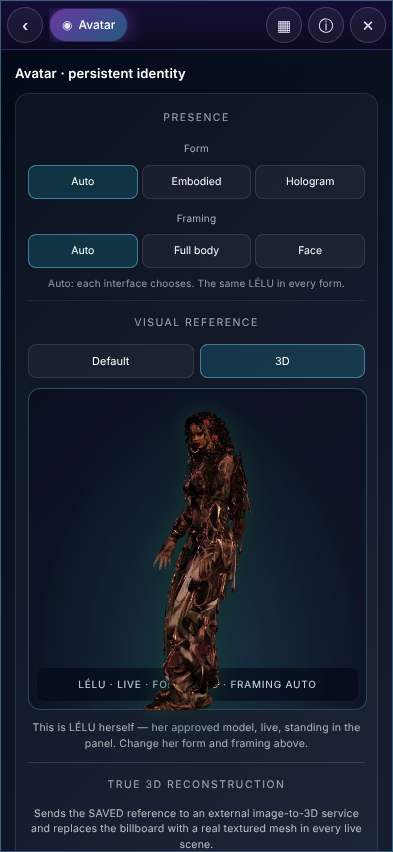 Avatar
Avatar · persistent identity
PRESENCE
Form
Auto
Embodied
Hologram
Framing
Auto
Full body
Face
Auto: each interface chooses. The same LÉLU in every form.
VISUAL REFERENCE
Default
3D
LÉLU · LIVE · · FRAMING AUTO
This is LÉLU herself — her approved model, live, standing in the
panel. Change her form and framing above.
TRUE 3D RECONSTRUCTION
Sends the SAVED reference to an external image-to-3D service
and replaces the billboard with a real textured mesh in every live
scene.